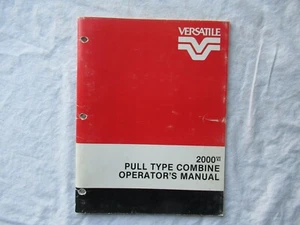 VERSATILE
2000
PULL TYPE COMBINE
OPERATOR'S MANUAL